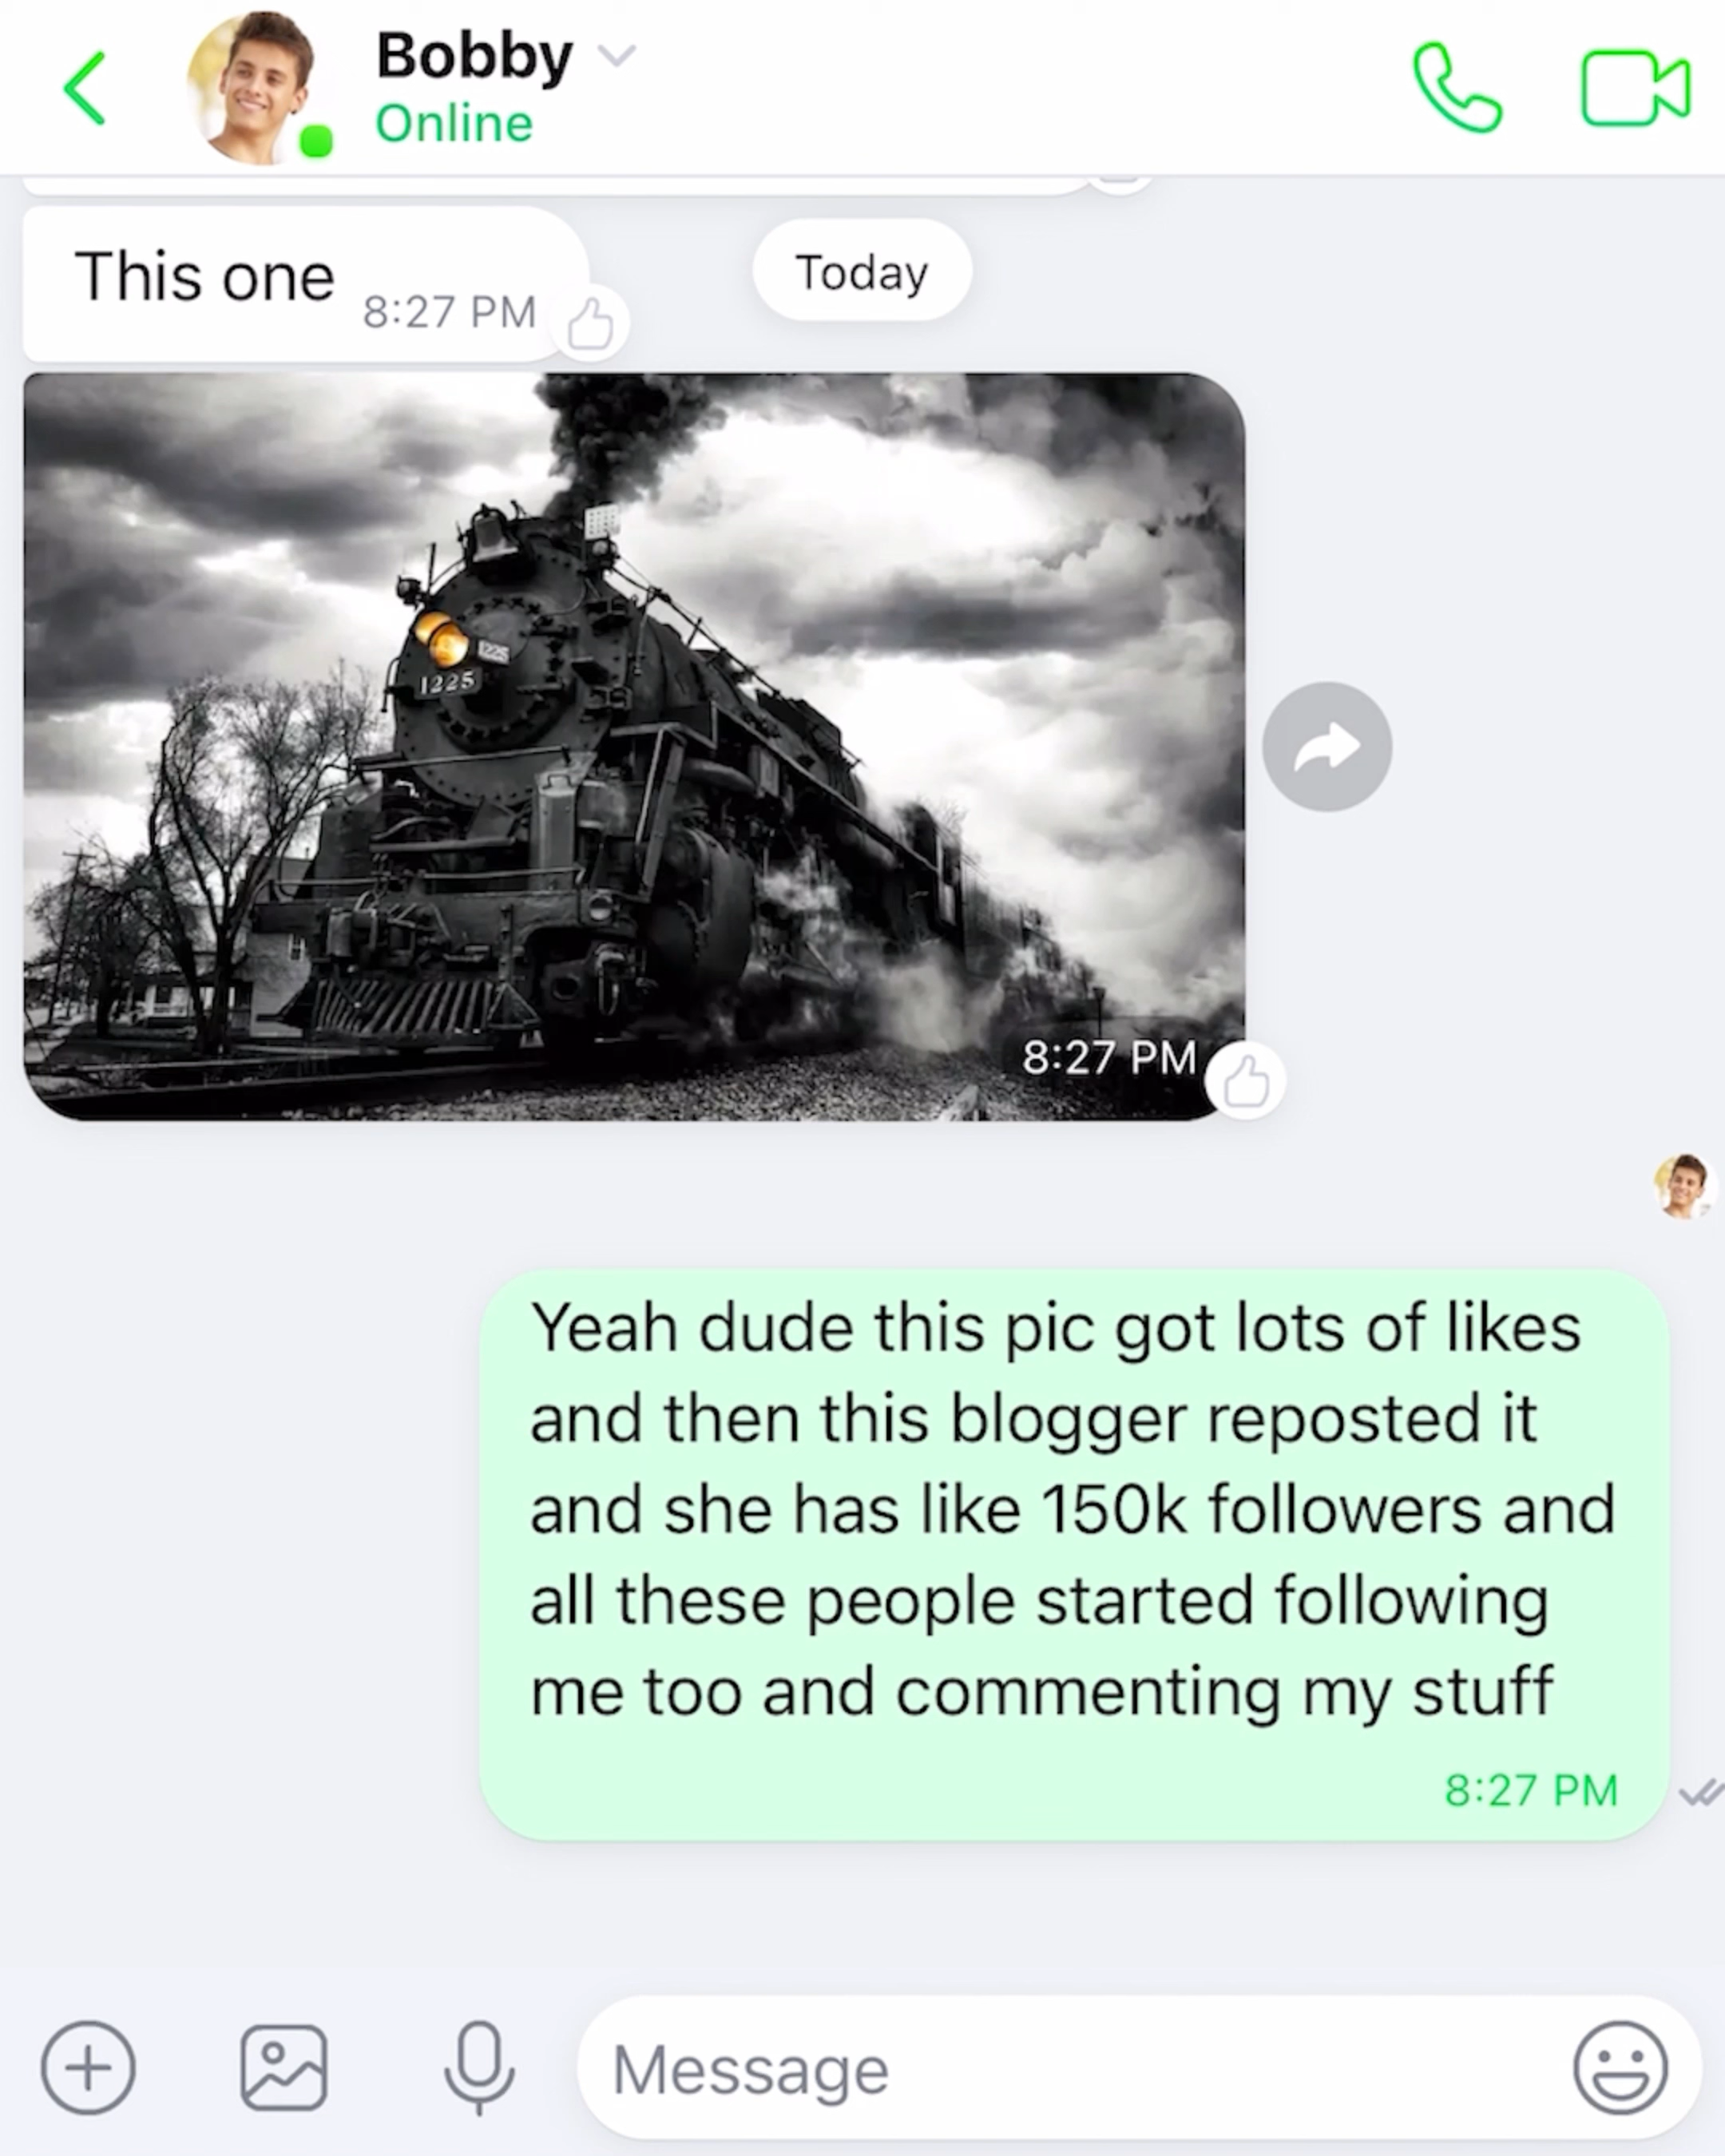 Bobby
Online
This one
8:27 PM
Today
1225
1225
8:27 PM
Yeah dude this pic got lots of likes
and then this blogger reposted it
and she has like 150k followers and
all these people started following
me too and commenting my stuff
8:27 PM
Message